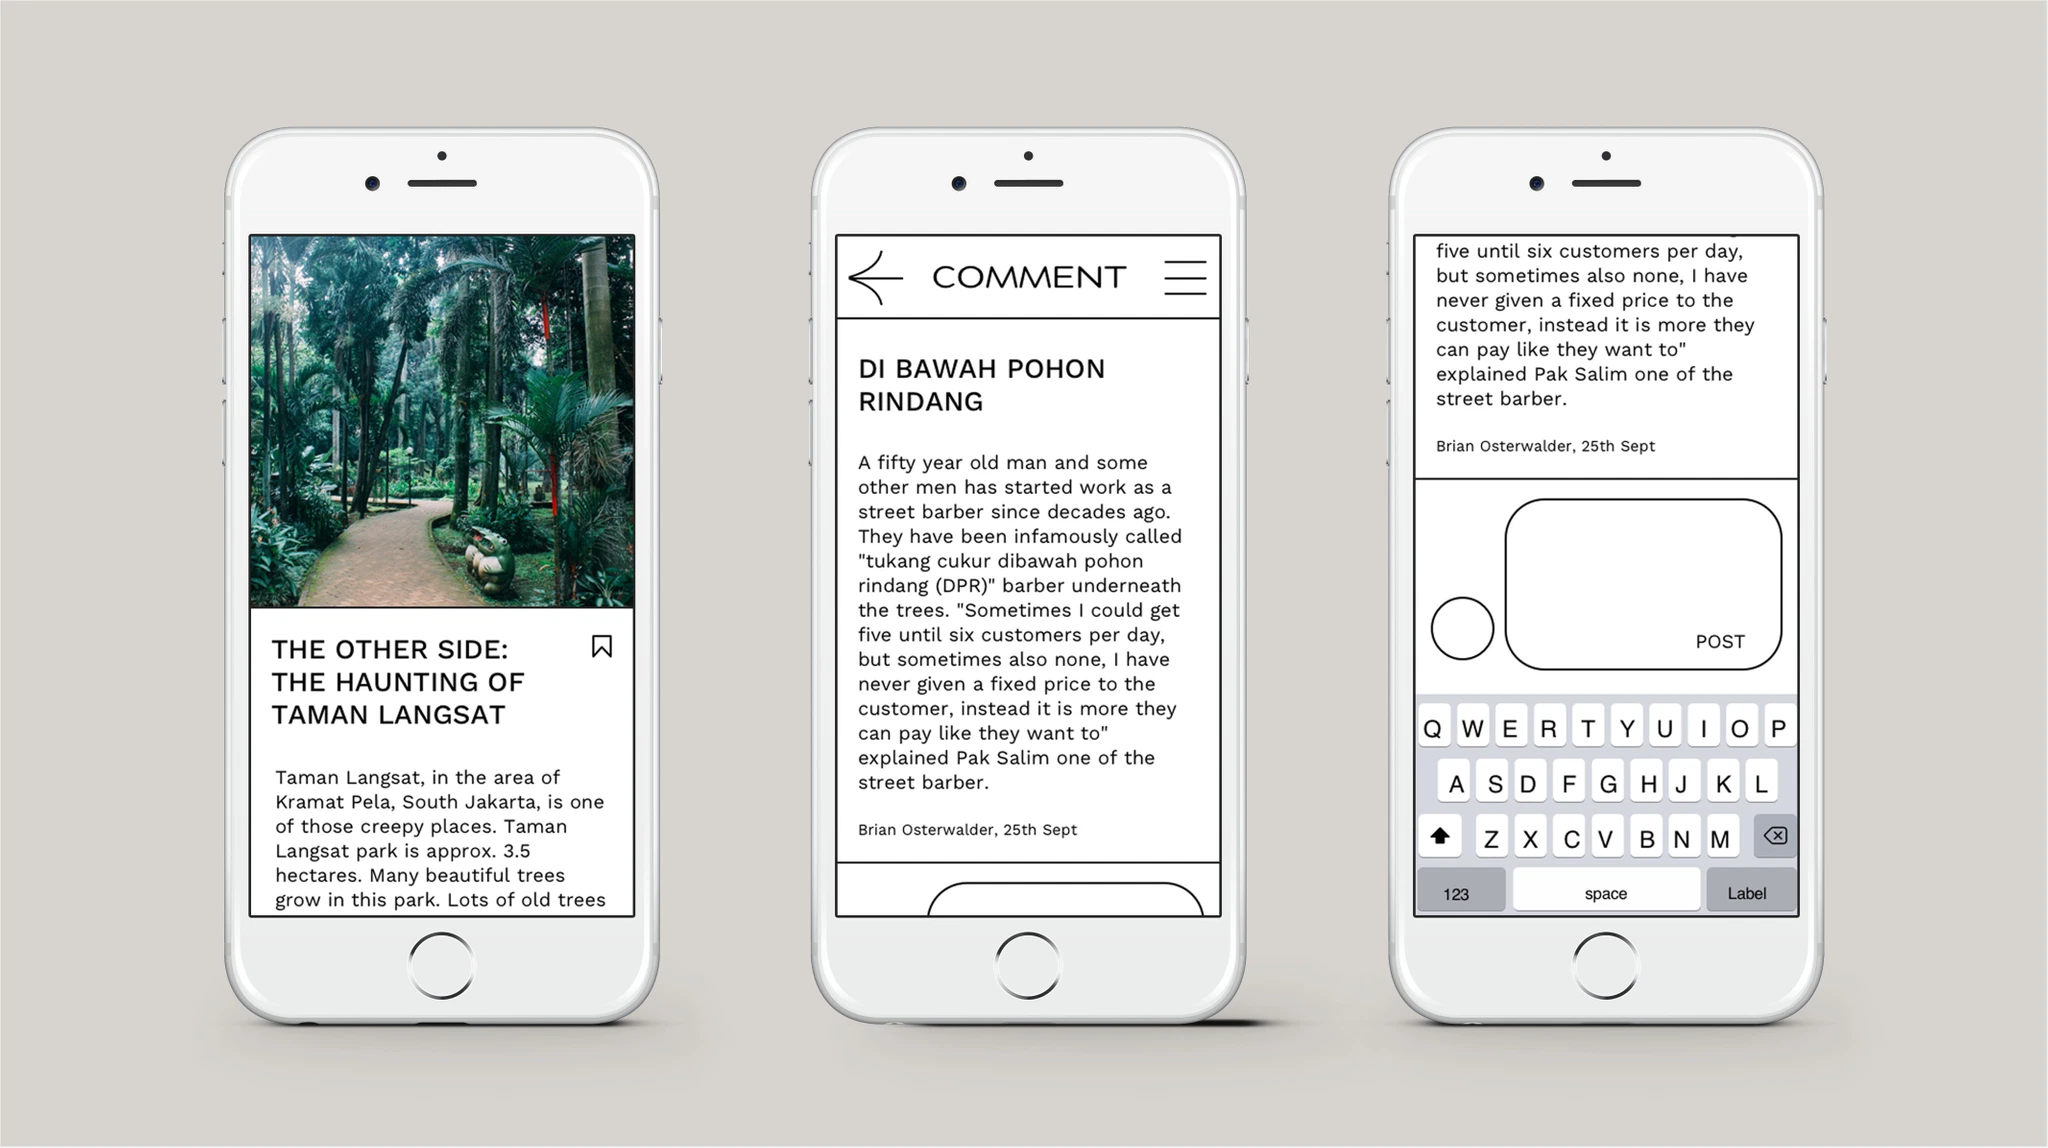 THE OTHER SIDE:
THE HAUNTING OF
TAMAN LANGSAT
Taman Langsat, in the area of
Kramat Pela, South Jakarta, is one
of those creepy places. Taman
Langsat park is approx. 3.5
hectares. Many beautiful trees
grow in this park. Lots of old trees
COMMENT
DI BAWAH POHON
RINDANG
A fifty year old man and some
other men has started work as a
street barber since decades ago.
They have been infamously called
"tukang cukur dibawah pohon
rindang (DPR)" barber underneath
the trees. "Sometimes I could get
five until six customers per day,
but sometimes also none, I have
never given a fixed price to the
customer, instead it is more they
can pay like they want to"
explained Pak Salim one of the
street barber.
Brian Osterwalder, 25th Sept
five until six customers per day,
but sometimes also none, I have
never given a fixed price to the
customer, instead it is more they
can pay like they want to"
explained Pak Salim one of the
street barber.
Brian Osterwalder, 25th Sept
POST
Q W E R T Y U I O P
A S D F G H J K L
Z X C V B N M
123 space Label